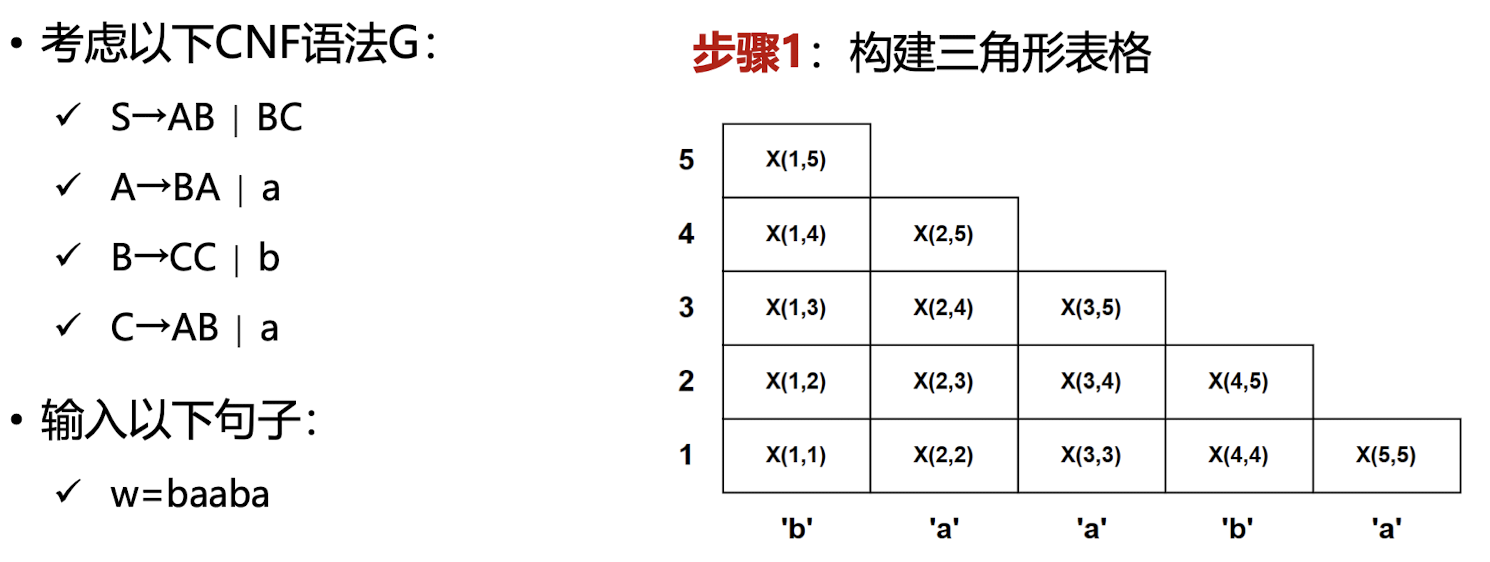 • 考虑以下CNF语法G：
✓ S→AB | BC
✓ A→BA | a
✓ B→CC | b
✓ C→AB | a
• 输入以下句子：
✓ w=baaba
步骤1：构建三角形表格
5 X(1,5)
4 X(1,4) X(2,5)
3 X(1,3) X(2,4) X(3,5)
2 X(1,2) X(2,3) X(3,4) X(4,5)
1 X(1,1) X(2,2) X(3,3) X(4,4) X(5,5)
'b' 'a' 'a' 'b' 'a'